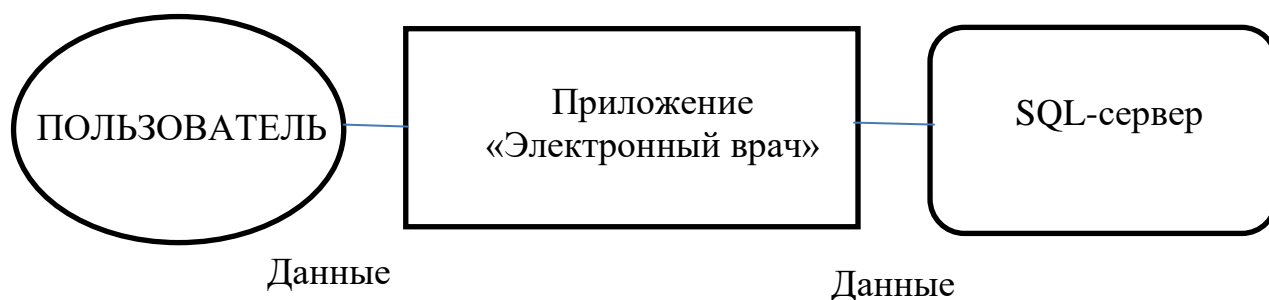 ПОЛЬЗОВАТЕЛЬ
Приложение
«Электронный врач»
SQL-сервер
Данные
Данные